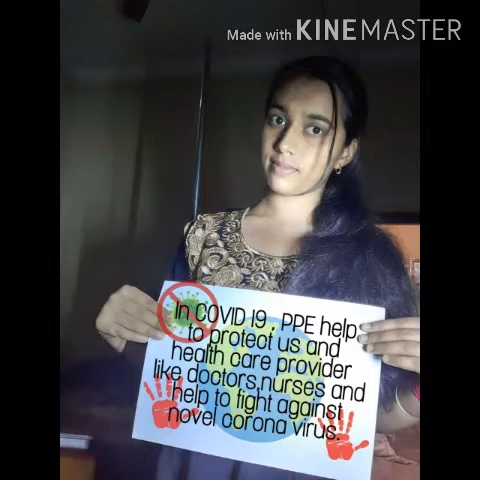 Made with KINEMASTER
In COVID 19 , PPE help
to protect us and
health care provider
like doctors,nurses and
help to fight against
novel corona virus.